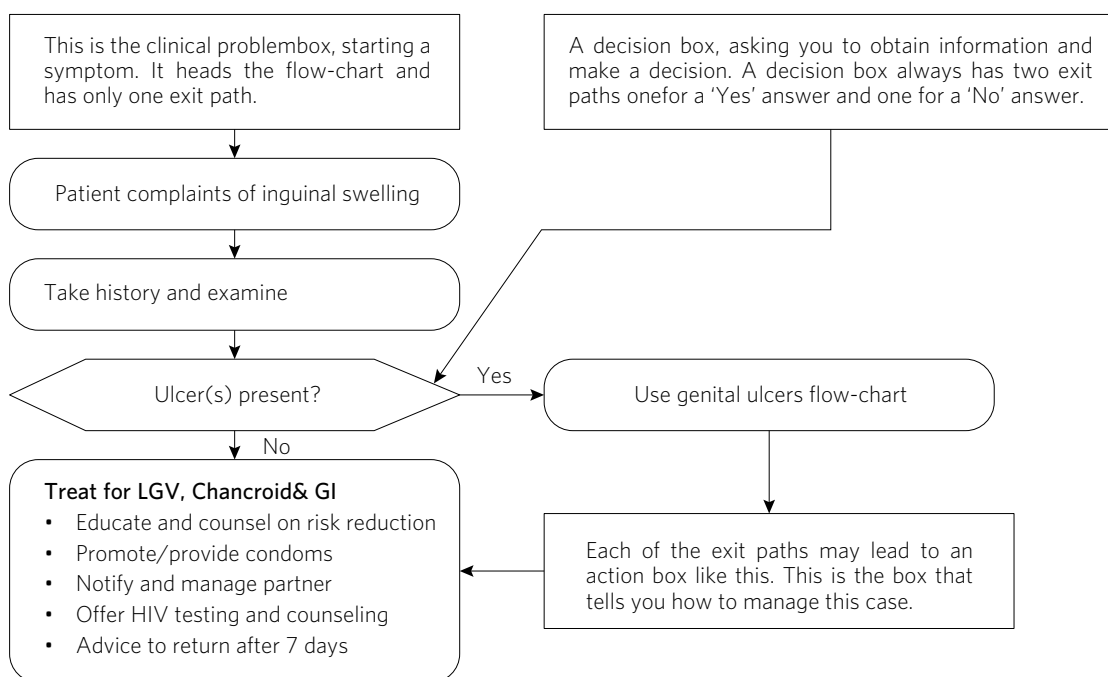 This is the clinical problembox, starting a
symptom. It heads the flow-chart and
has only one exit path.
A decision box, asking you to obtain information and
make a decision. A decision box always has two exit
paths onefor a ‘Yes’ answer and one for a ‘No’ answer.
Patient complaints of inguinal swelling
Take history and examine
Ulcer(s) present?
Yes
Use genital ulcers flow-chart
No
Treat for LGV, Chancroid& GI
• Educate and counsel on risk reduction
• Promote/provide condoms
• Notify and manage partner
• Offer HIV testing and counseling
• Advice to return after 7 days
Each of the exit paths may lead to an
action box like this. This is the box that
tells you how to manage this case.